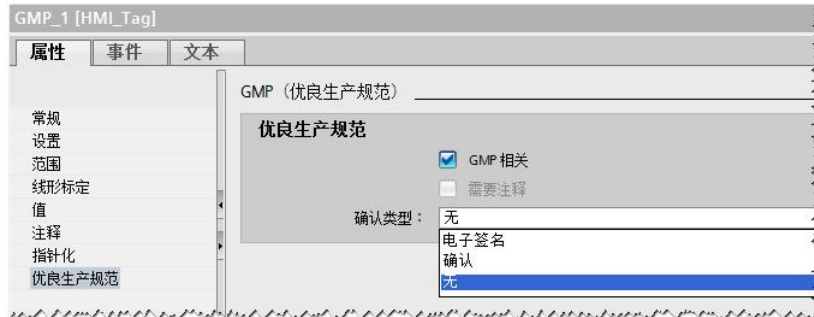 GMP_1 [HMI_Tag]
属性 事件 文本
GMP（优良生产规范）
常规
设置
范围
线形标定
值
注释
指针化
优良生产规范
优良生产规范
GMP 相关
需要注释
确认类型： 无
电子签名
确认
无